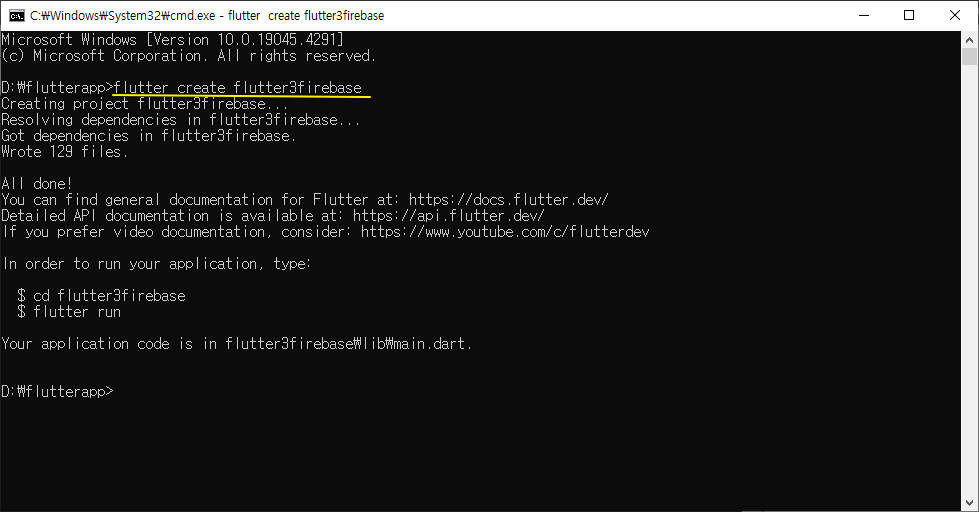 C:₩Windows₩System32₩cmd.exe - flutter  create flutter3firebase
Microsoft Windows [Version 10.0.19045.4291]
(c) Microsoft Corporation. All rights reserved.
D:₩flutterapp>flutter create flutter3firebase
Creating project flutter3firebase...
Resolving dependencies in flutter3firebase...
Got dependencies in flutter3firebase.
Wrote 129 files.
All done!
You can find general documentation for Flutter at: https://docs.flutter.dev/
Detailed API documentation is available at: https://api.flutter.dev/
If you prefer video documentation, consider: https://www.youtube.com/c/flutterdev
In order to run your application, type:
$ cd flutter3firebase
$ flutter run
Your application code is in flutter3firebase₩lib₩main.dart.
D:₩flutterapp>